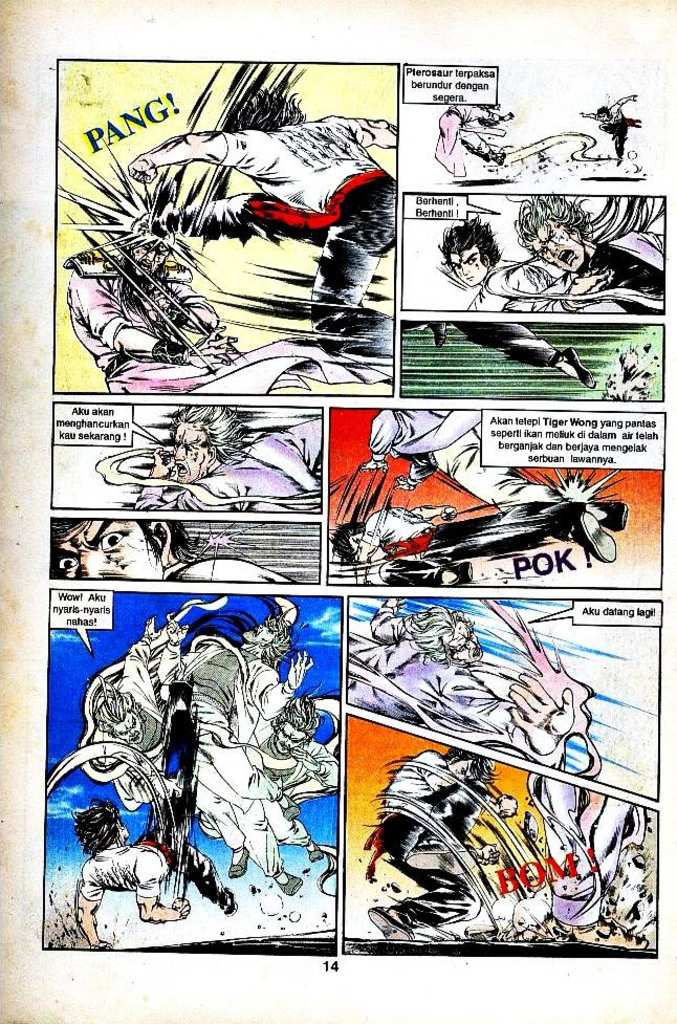 PANG!
Pterosaur terpaksa
berundur dengan
segera.
Berhenti ,
Berhenti !
Aku akan
menghancurkan
kau sekarang !
Akan tetepi Tiger Wong yang pantas
seperti ikan meliuk di dalam air telah
berganjak dan berjaya mengelak
serbuan lawannya.
POK !
Wow! Aku
nyaris-nyaris
nahas!
Aku datang lagi!
BOM !
14